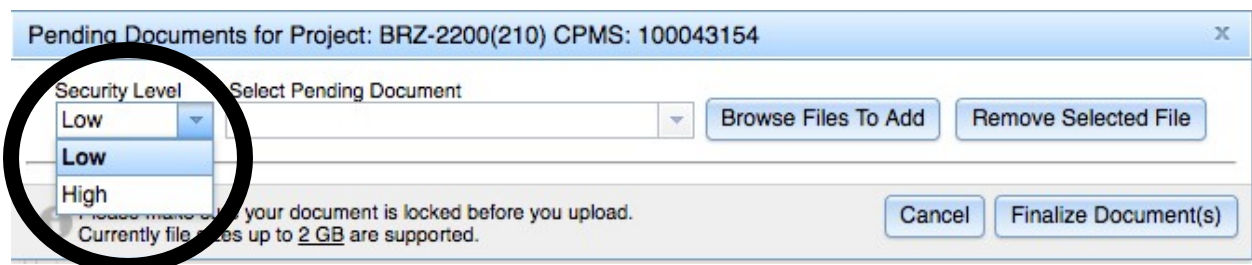 Pending Documents for Project: BRZ-2200(210) CPMS: 100043154 x
Security Level Select Pending Document
Low Browse Files To Add Remove Selected File
Low
High
your document is locked before you upload. Cancel Finalize Document(s)
Currently file sizes up to 2 GB are supported.